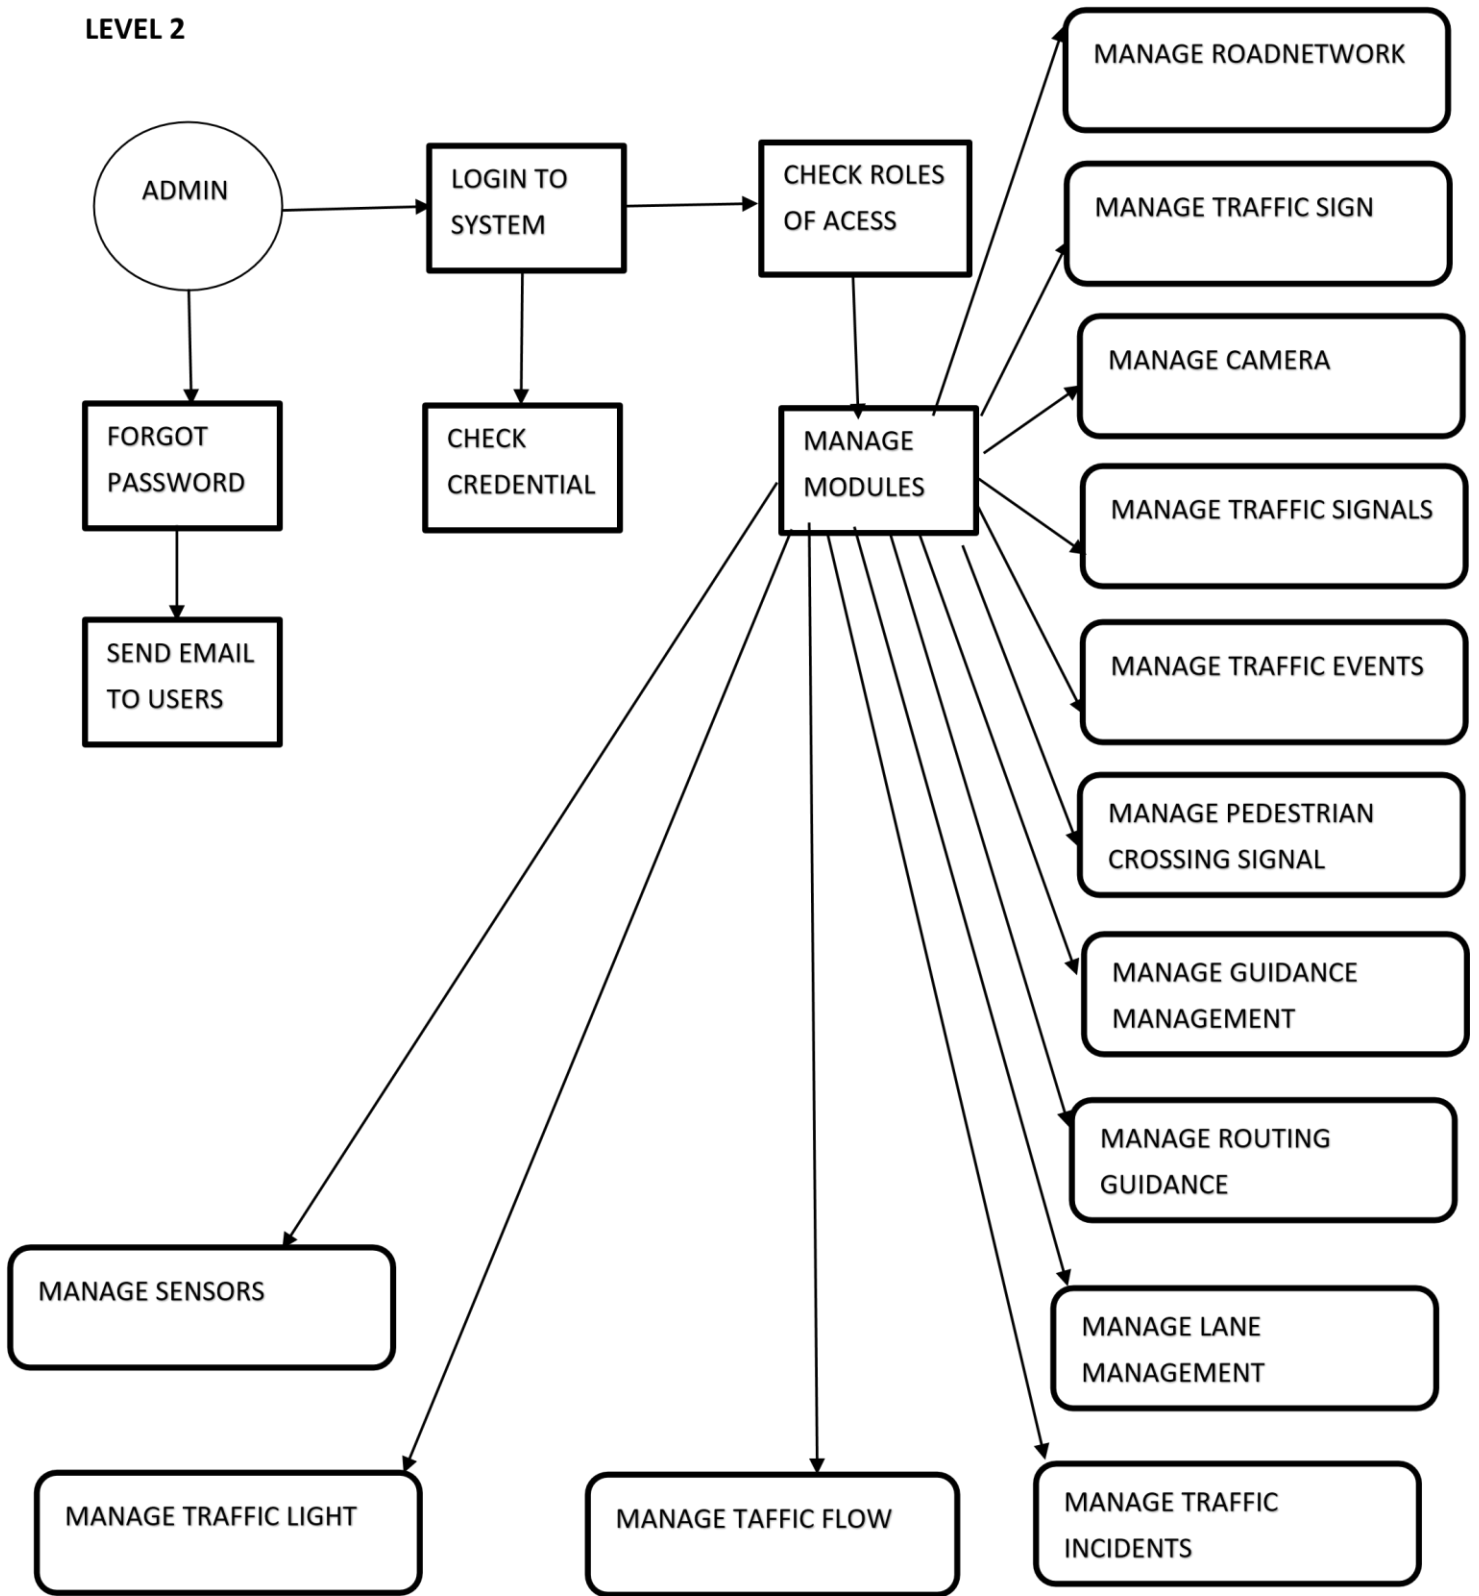 LEVEL 2
MANAGE ROADNETWORK
ADMIN
LOGIN TO
SYSTEM
CHECK ROLES
OF ACESS
MANAGE TRAFFIC SIGN
MANAGE CAMERA
FORGOT
PASSWORD
CHECK
CREDENTIAL
MANAGE
MODULES
MANAGE TRAFFIC SIGNALS
SEND EMAIL
TO USERS
MANAGE TRAFFIC EVENTS
MANAGE PEDESTRIAN
CROSSING SIGNAL
MANAGE GUIDANCE
MANAGEMENT
MANAGE ROUTING
GUIDANCE
MANAGE SENSORS
MANAGE LANE
MANAGEMENT
MANAGE TRAFFIC LIGHT
MANAGE TAFFIC FLOW
MANAGE TRAFFIC
INCIDENTS